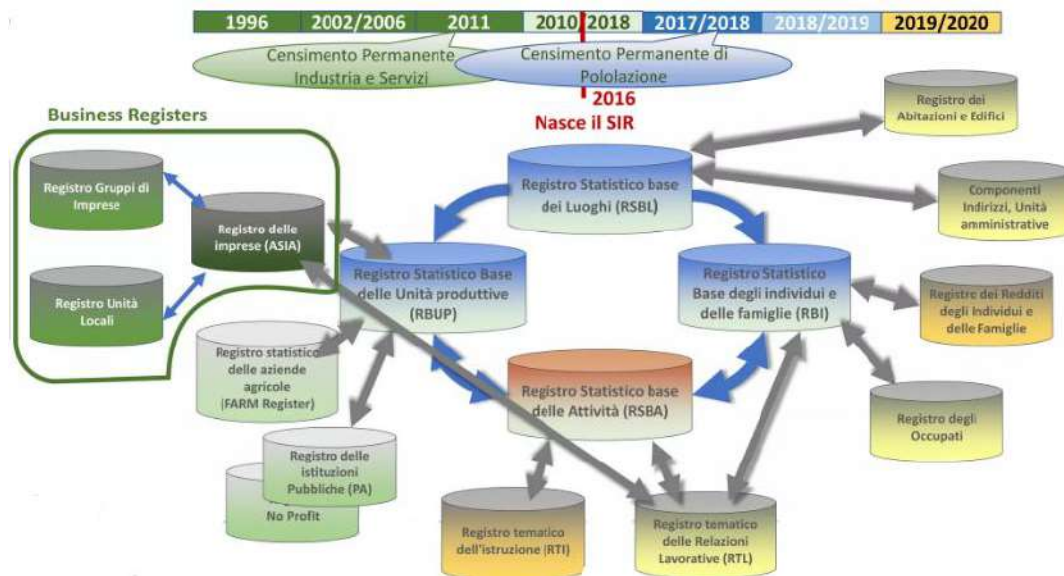 1996
2002/2006
2011
2010/2018
2017/2018
2018/2019
2019/2020
Censimento Permanente
Industria e Servizi
Censimento Permanente di
Pololazione
2016
Nasce il SIR
Business Registers
Registro Gruppi di
Imprese
Registro delle
imprese (ASIA)
Registro Unità
Locali
Registro Statistico base
dei Luoghi (RSBL)
Registro dei
Abitazioni e Edifici
Componenti
Indirizzi, Unità
amministrative
Registro Statistico Base
delle Unità produttive
(RBUP)
Registro Statistico
Base degli individui e
delle famiglie (RBI)
Registre dei Redditi
degli Individui e
delle Famiglie
Registro statistico
delle aziende
agricole
(FARM Register)
Registro Statistico base
delle Attività (RSBA)
Registro degli
Occupati
Registro delle
istituzioni
Pubbliche (PA)
No Profit
Registro tematico
dell'istruzione (RTI)
Registro tematico
delle Relazioni
Lavorative (RTL)